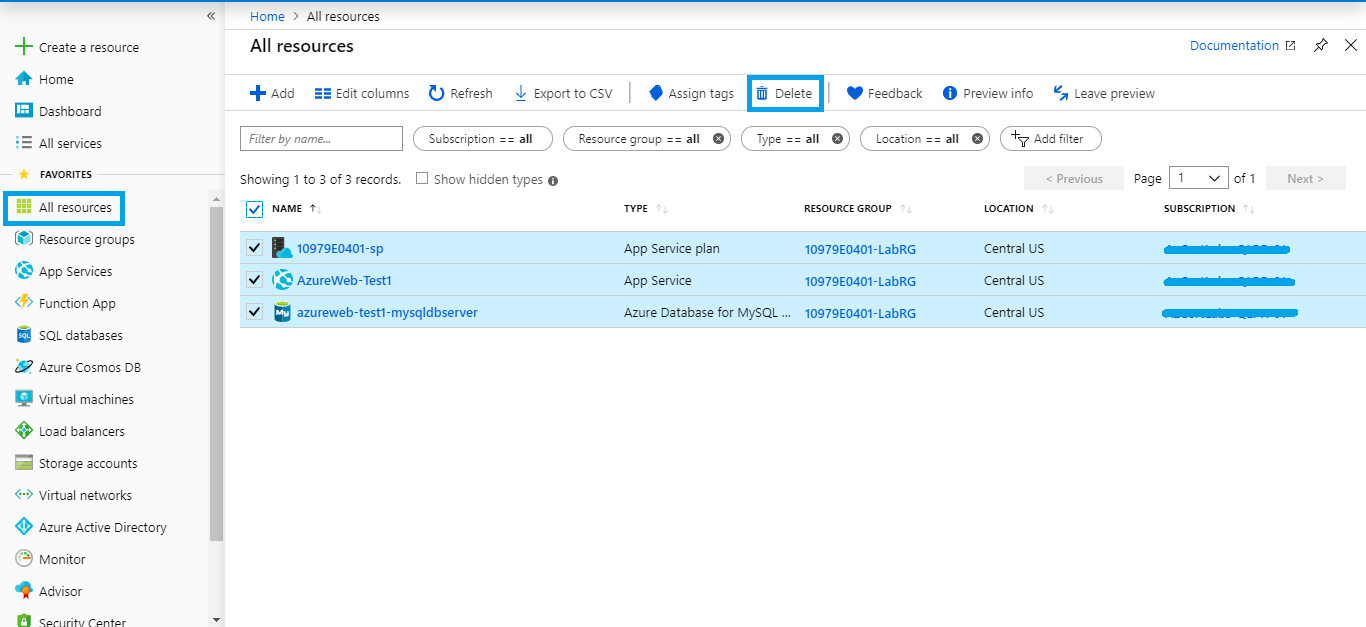 «
Create a resource
Home
Dashboard
All services
FAVORITES
All resources
Resource groups
App Services
Function App
SQL databases
Azure Cosmos DB
Virtual machines
Load balancers
Storage accounts
Virtual networks
Azure Active Directory
Monitor
Advisor
Security Center
Home > All resources
All resources Documentation
Add Edit columns Refresh Export to CSV Assign tags Delete Feedback Preview info Leave preview
Filter by name... Subscription == all Resource group == all Type == all Location == all Add filter
Showing 1 to 3 of 3 records. Show hidden types < Previous Page 1 of 1 Next >
NAME TYPE RESOURCE GROUP LOCATION SUBSCRIPTION
10979E0401-sp App Service plan 10979E0401-LabRG Central US
AzureWeb-Test1 App Service 10979E0401-LabRG Central US
My azureweb-test1-mysqldbserver Azure Database for MySQL ... 10979E0401-LabRG Central US